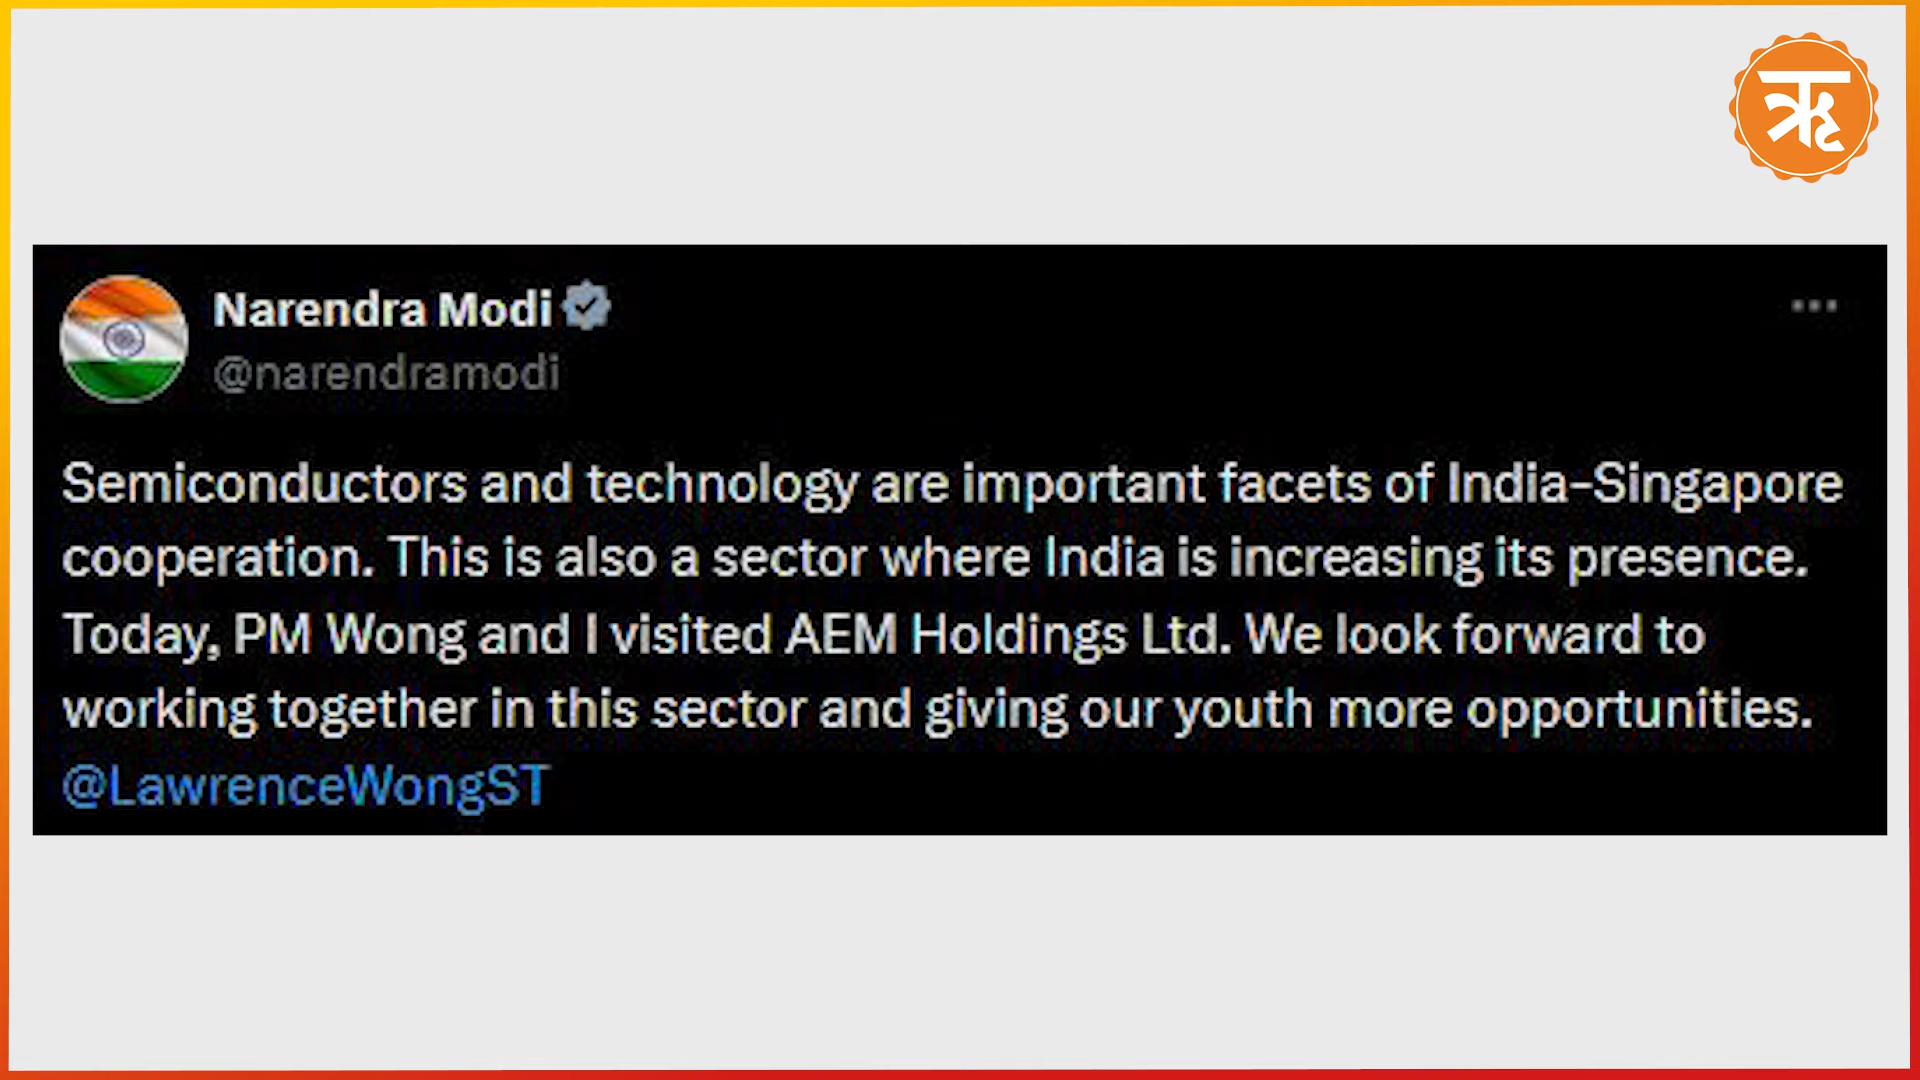 ऋ
Narendra Modi
@narendramodi
Semiconductors and technology are important facets of India-Singapore
cooperation. This is also a sector where India is increasing its presence.
Today, PM Wong and I visited AEM Holdings Ltd. We look forward to
working together in this sector and giving our youth more opportunities.
@LawrenceWongST